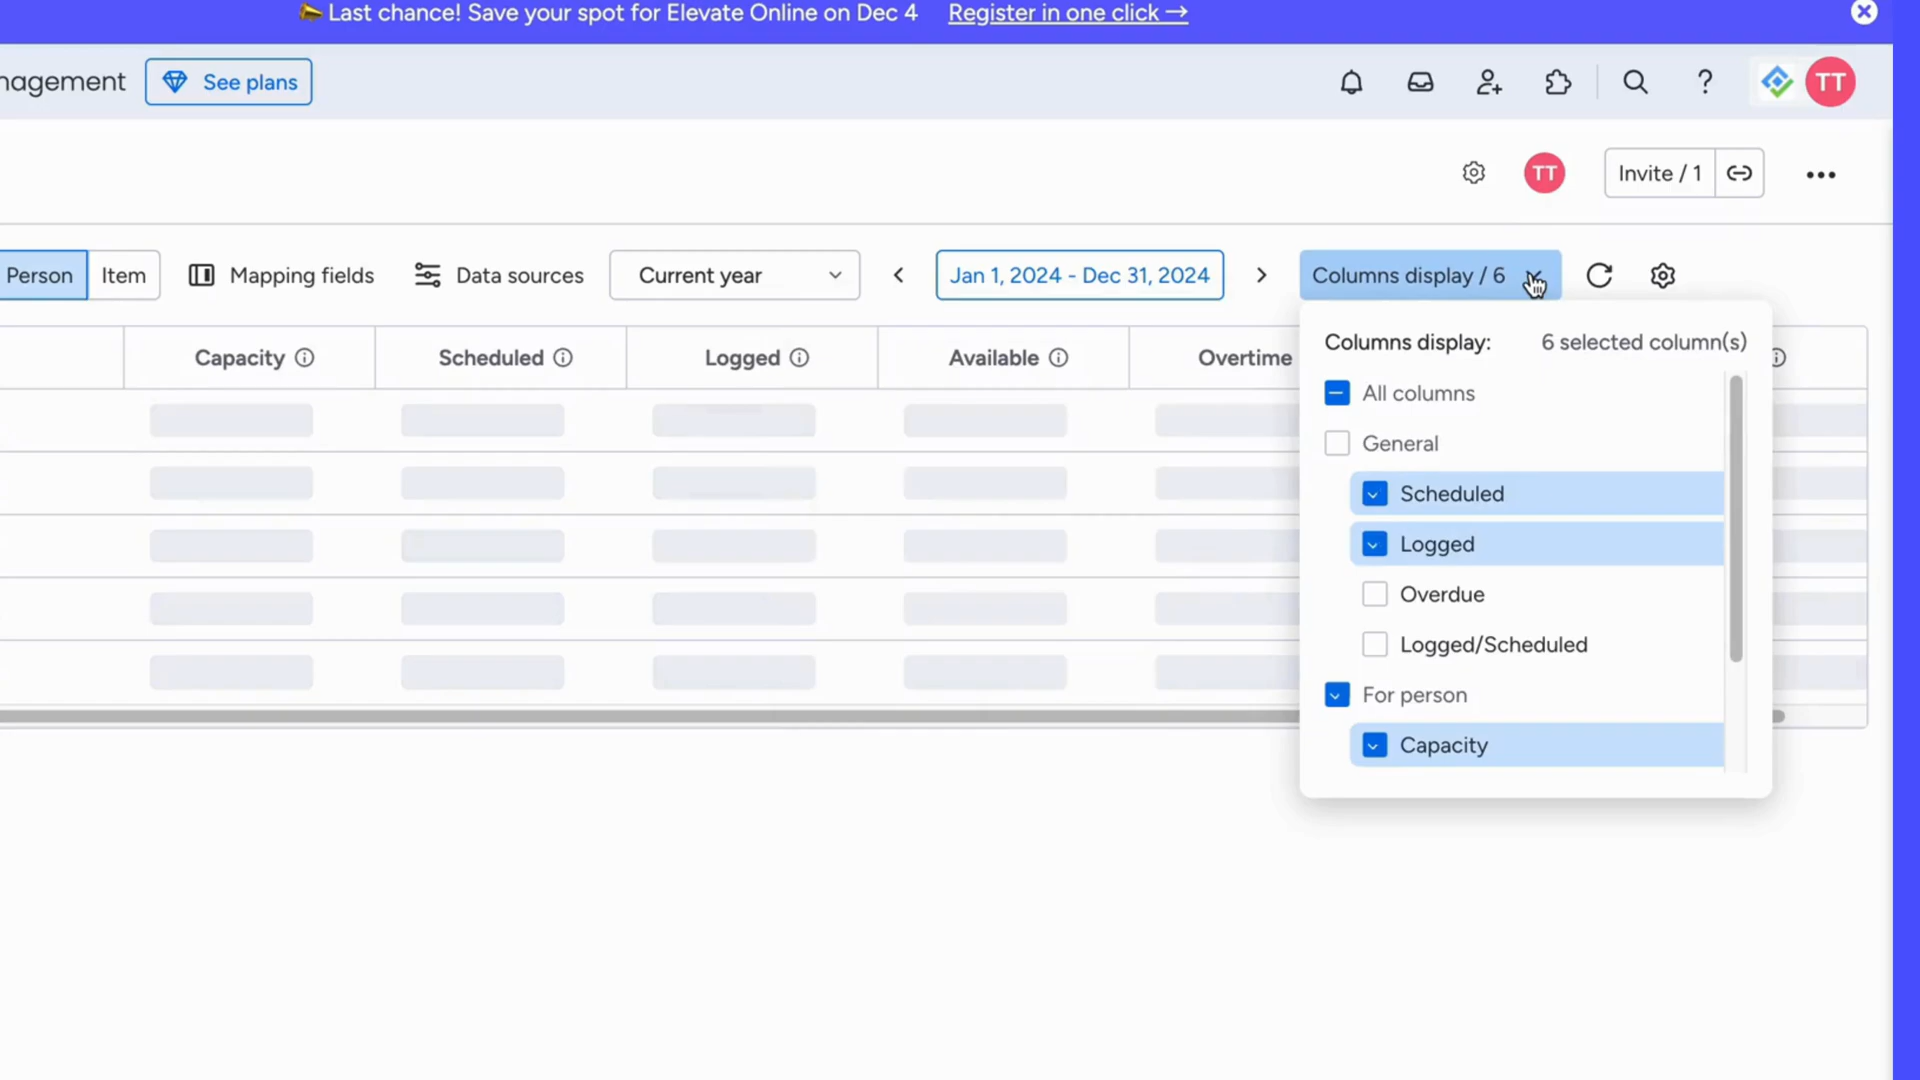 Last chance! Save your spot for Elevate Online on Dec 4 Register in one click →
nagement See plans TT
TT Invite / 1
Person Item Mapping fields Data sources Current year Jan 1, 2024 - Dec 31, 2024 Columns display / 6
Capacity Scheduled Logged Available Overtime
Columns display: 6 selected column(s)
All columns
General
Scheduled
Logged
Overdue
Logged/Scheduled
For person
Capacity